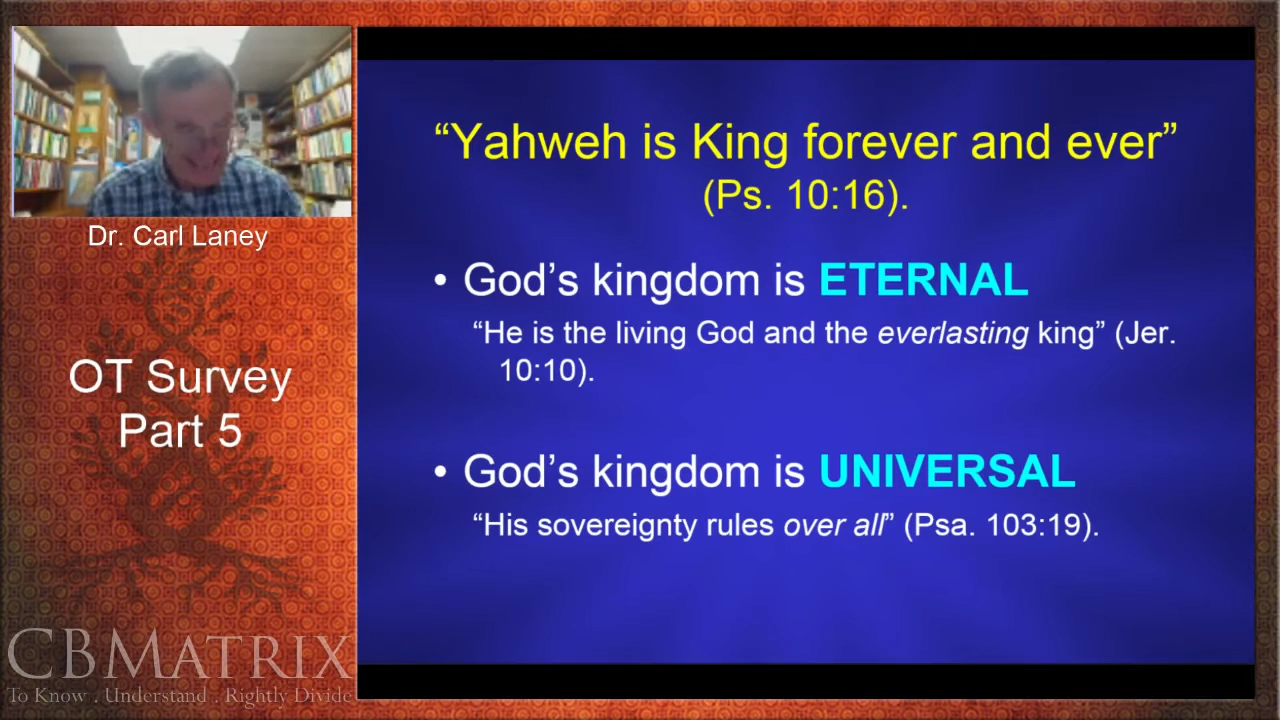 Dr. Carl Laney
OT Survey
Part 5
CBMATRIX
To Know . Understand . Rightly Divide
“Yahweh is King forever and ever”
(Ps. 10:16).
• God’s kingdom is ETERNAL
“He is the living God and the everlasting king” (Jer.
10:10).
• God’s kingdom is UNIVERSAL
“His sovereignty rules over all” (Psa. 103:19).